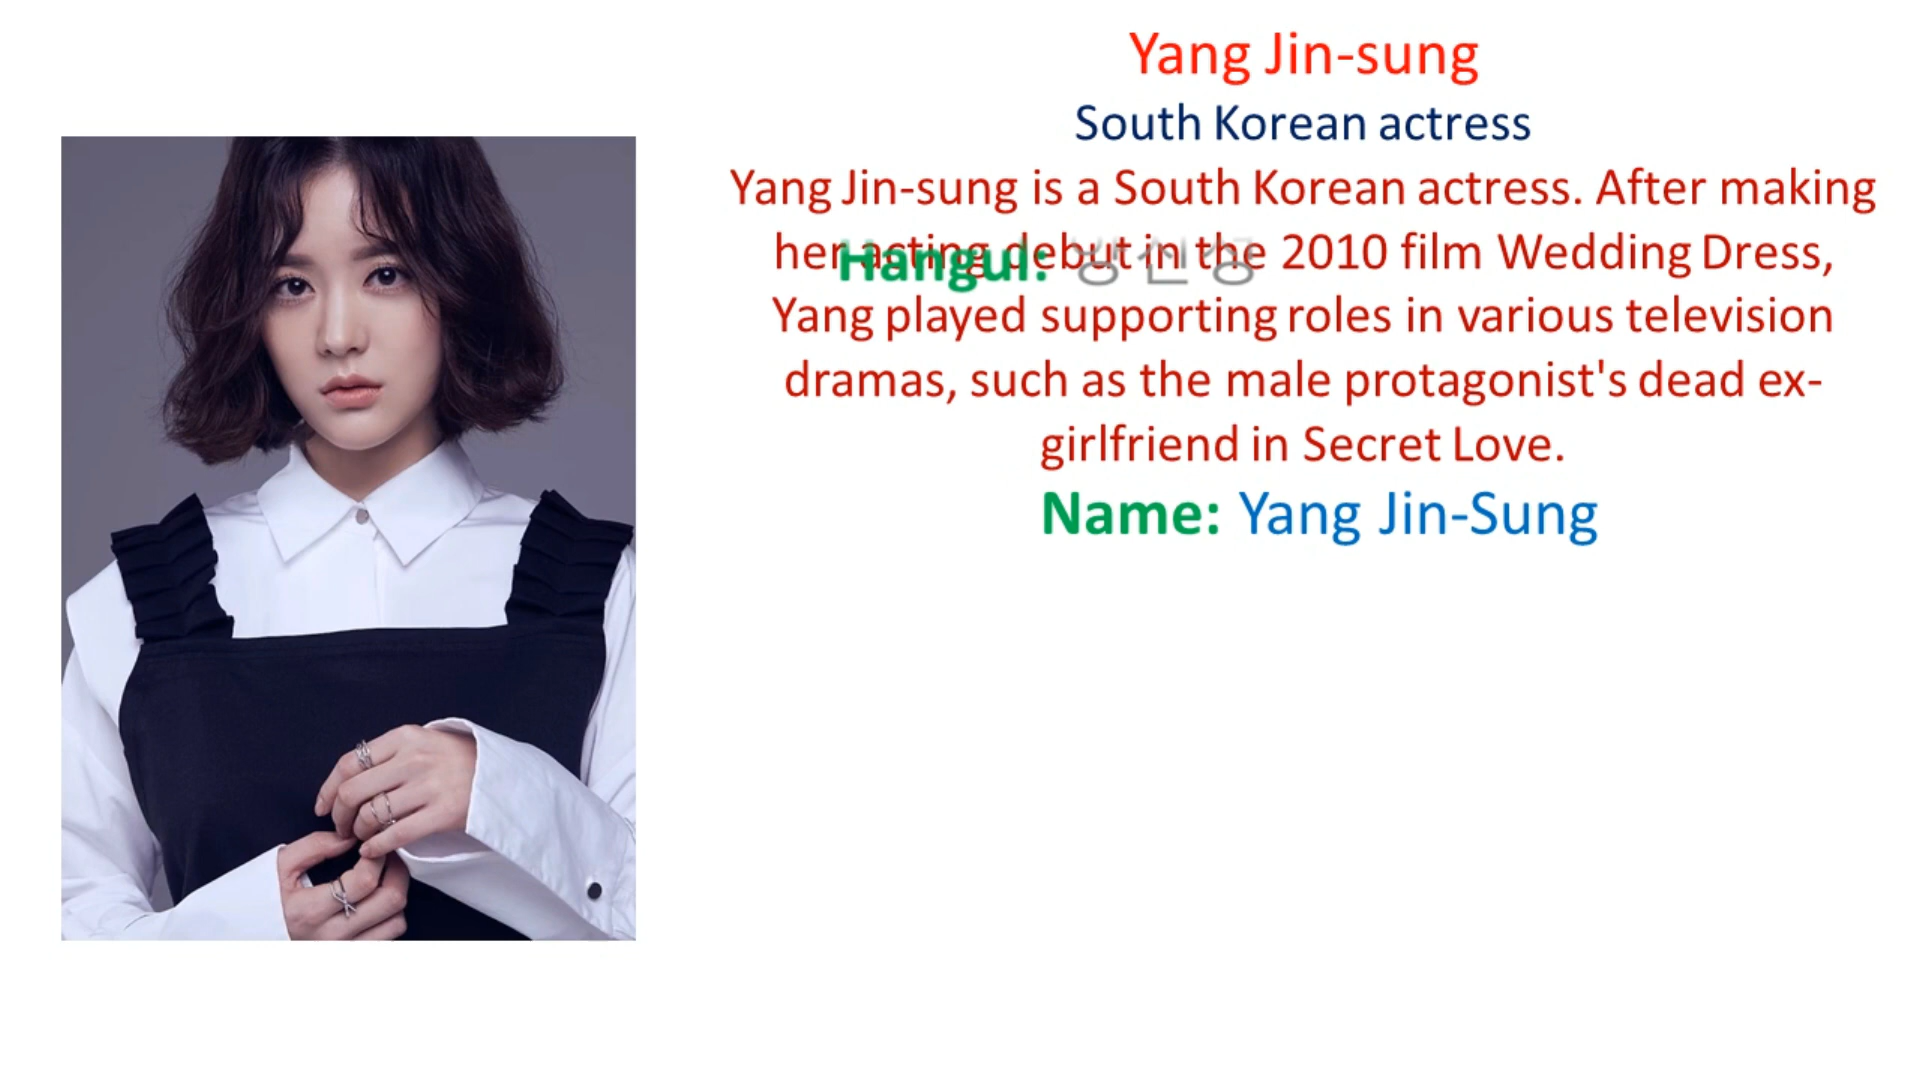 Yang Jin-sung
South Korean actress
Yang Jin-sung is a South Korean actress. After making
her acting debut in the 2010 film Wedding Dress,
Hangul:
Yang played supporting roles in various television
dramas, such as the male protagonist's dead ex-
girlfriend in Secret Love.
Name: Yang Jin-Sung